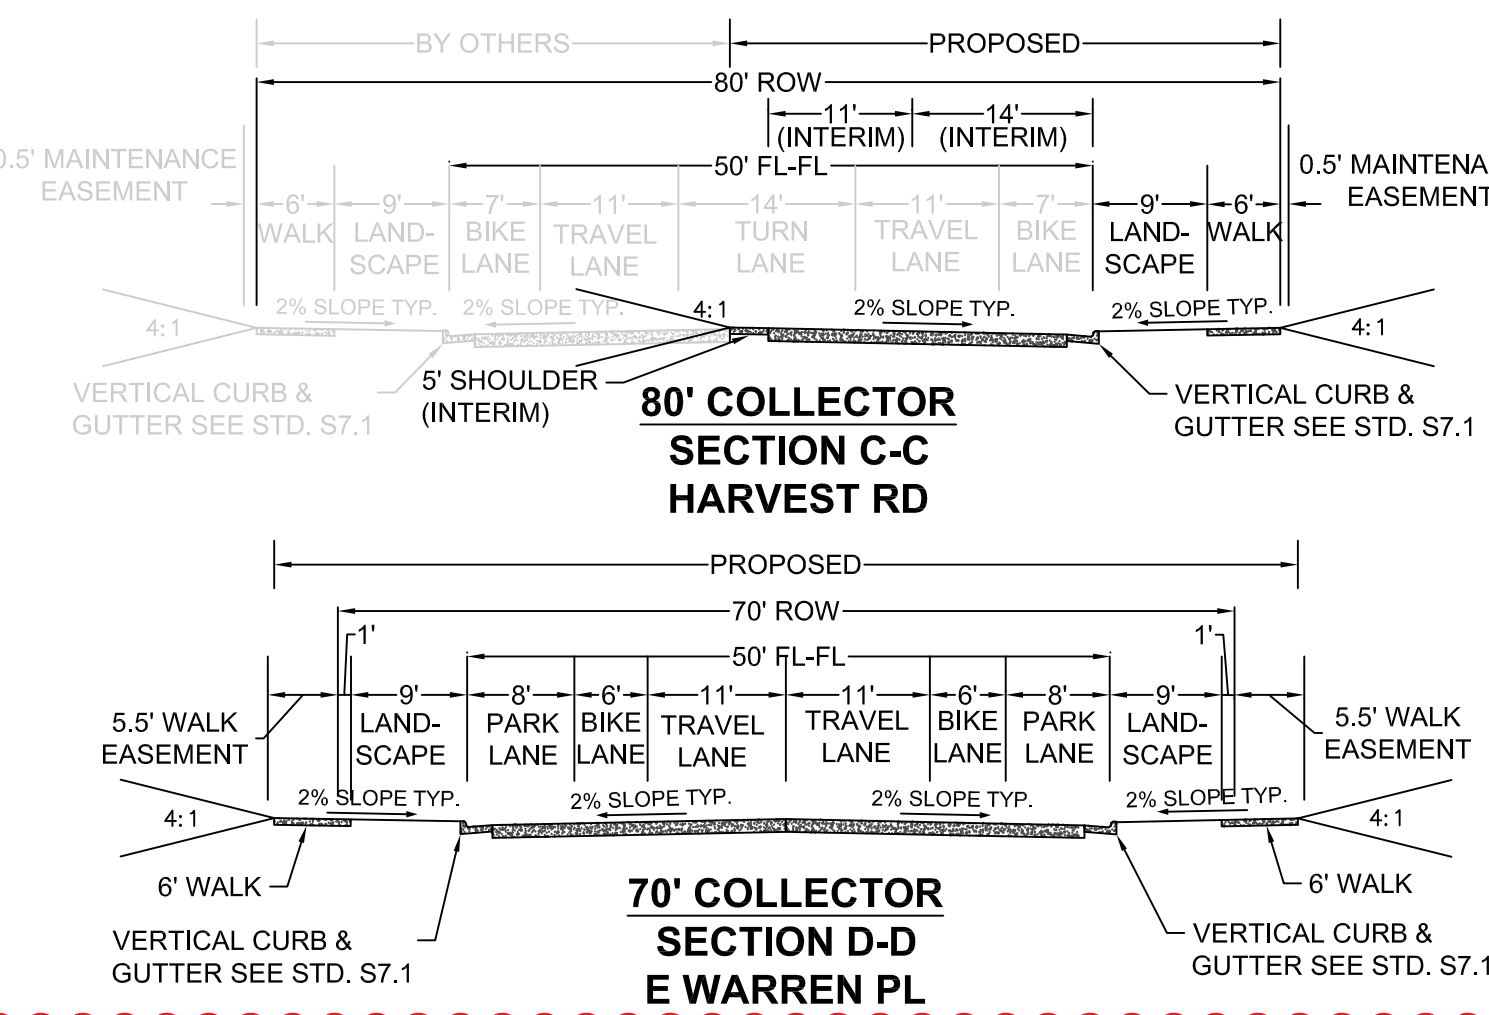 BY OTHERS
PROPOSED
80' ROW
11'
(INTERIM)
14'
(INTERIM)
50' FL-FL
0.5' MAINTENANCE
EASEMENT
0.5' MAINTENA
EASEMENT
6'
WALK
9'
LAND-
SCAPE
7'
BIKE
LANE
11'
TRAVEL
LANE
14'
TURN
LANE
11'
TRAVEL
LANE
7'
BIKE
LANE
9'
LAND-
SCAPE
6'
WALK
2% SLOPE TYP.
2% SLOPE TYP.
2% SLOPE TYP.
2% SLOPE TYP.
4:1
4:1
4:1
VERTICAL CURB &
GUTTER SEE STD. S7.1
5' SHOULDER
(INTERIM)
VERTICAL CURB &
GUTTER SEE STD. S7.1
80' COLLECTOR
SECTION C-C
HARVEST RD
PROPOSED
70' ROW
1'
1'
50' FL-FL
5.5' WALK
EASEMENT
9'
LAND-
SCAPE
8'
PARK
LANE
6'
BIKE
LANE
11'
TRAVEL
LANE
11'
TRAVEL
LANE
6'
BIKE
LANE
8'
PARK
LANE
9'
LAND-
SCAPE
5.5' WALK
EASEMENT
2% SLOPE TYP.
2% SLOPE TYP.
2% SLOPE TYP.
2% SLOPE TYP.
4:1
4:1
6' WALK
6' WALK
VERTICAL CURB &
GUTTER SEE STD. S7.1
VERTICAL CURB &
GUTTER SEE STD. S7.1
70' COLLECTOR
SECTION D-D
E WARREN PL